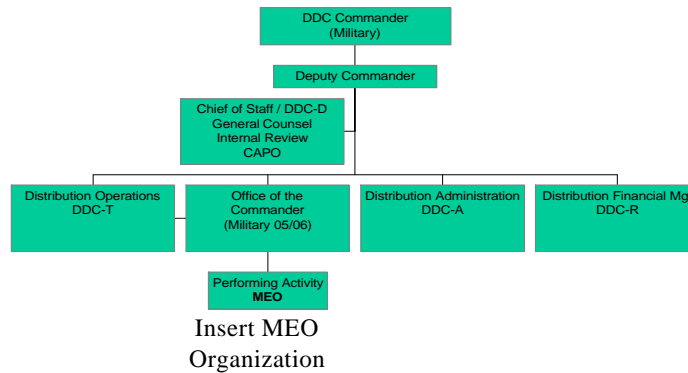 DDC Commander
(Military)
Deputy Commander
Chief of Staff / DDC-D
General Counsel
Internal Review
CAPO
Distribution Operations
DDC-T
Office of the
Commander
(Military 05/06)
Distribution Administration
DDC-A
Distribution Financial Mg
DDC-R
Performing Activity
MEO
Insert MEO
Organization